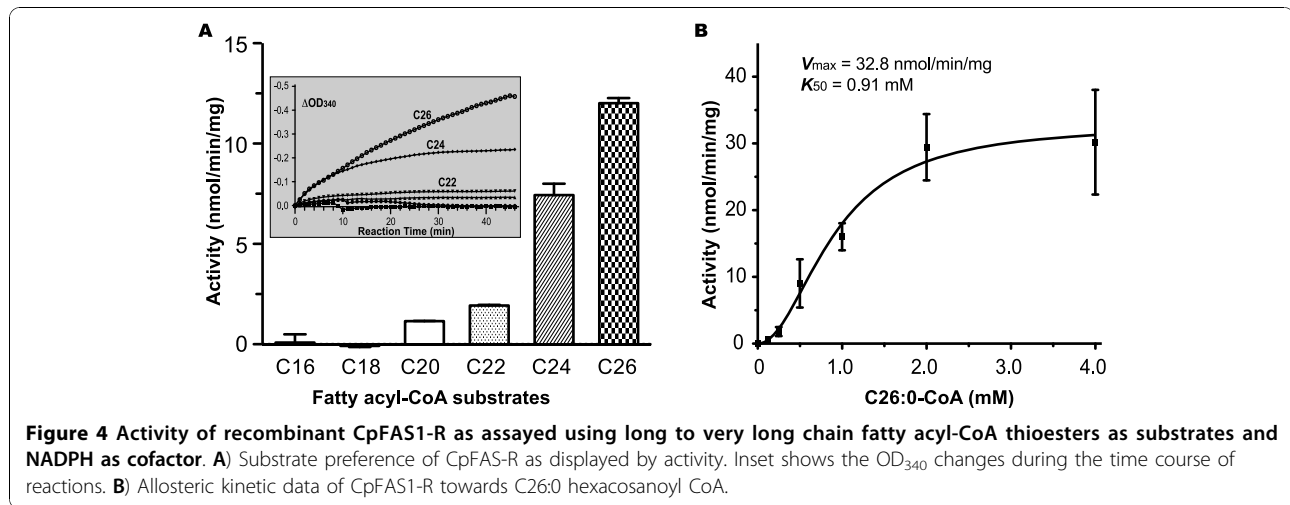 A
15
12.5
10
7.5
5
2.5
0
Activity (nmol/min/mg)
-0,5
-0,4
-0,3
-0,2
-0,1
0,0
ΔOD340
C26
C24
C22
0
10
20
30
40
Reaction Time (min)
C16 C18 C20 C22 C24 C26
Fatty acyl-CoA substrates
B
Vmax = 32.8 nmol/min/mg
K50 = 0.91 mM
40
30
20
10
0
Activity (nmol/min/mg)
0 1.0 2.0 3.0 4.0
C26:0-CoA (mM)
Figure 4 Activity of recombinant CpFAS1-R as assayed using long to very long chain fatty acyl-CoA thioesters as substrates and
NADPH as cofactor. A) Substrate preference of CpFAS-R as displayed by activity. Inset shows the OD340 changes during the time course of
reactions. B) Allosteric kinetic data of CpFAS1-R towards C26:0 hexacosanoyl CoA.